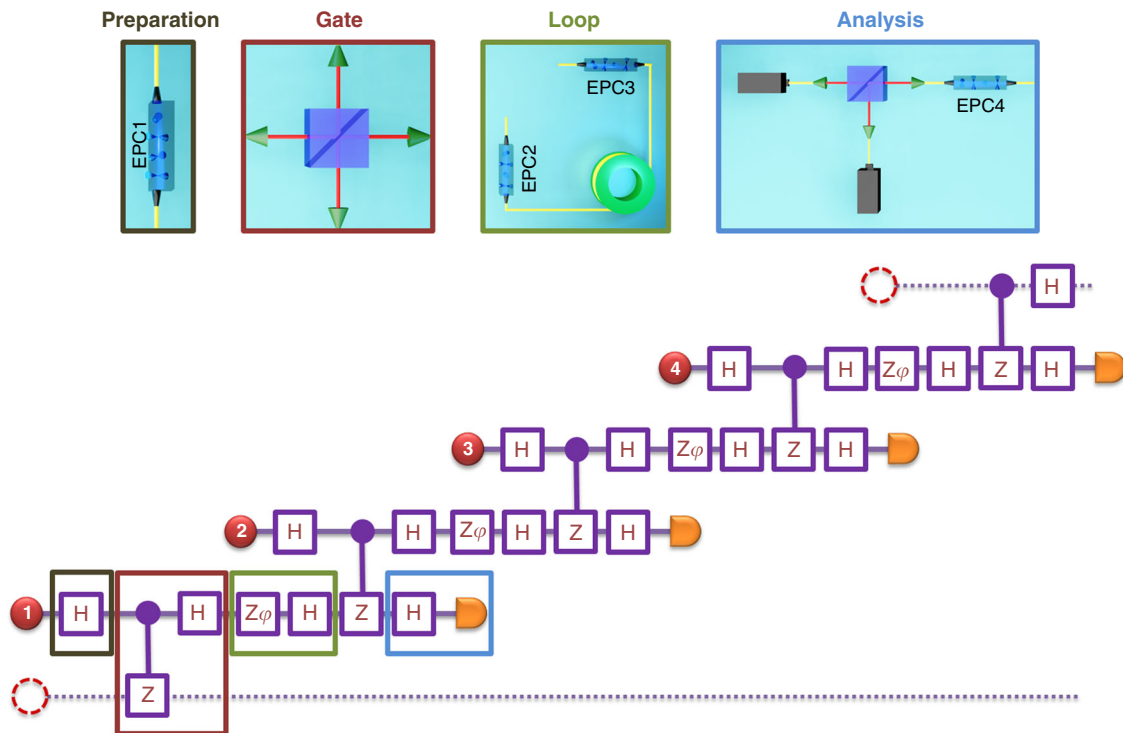 Preparation Gate Loop Analysis
EPC1
EPC3
EPC2
EPC4
H
4 H H Zφ H Z H
3 H H Zφ H Z H
2 H H Zφ H Z H
1 H H Zφ H Z H
Z